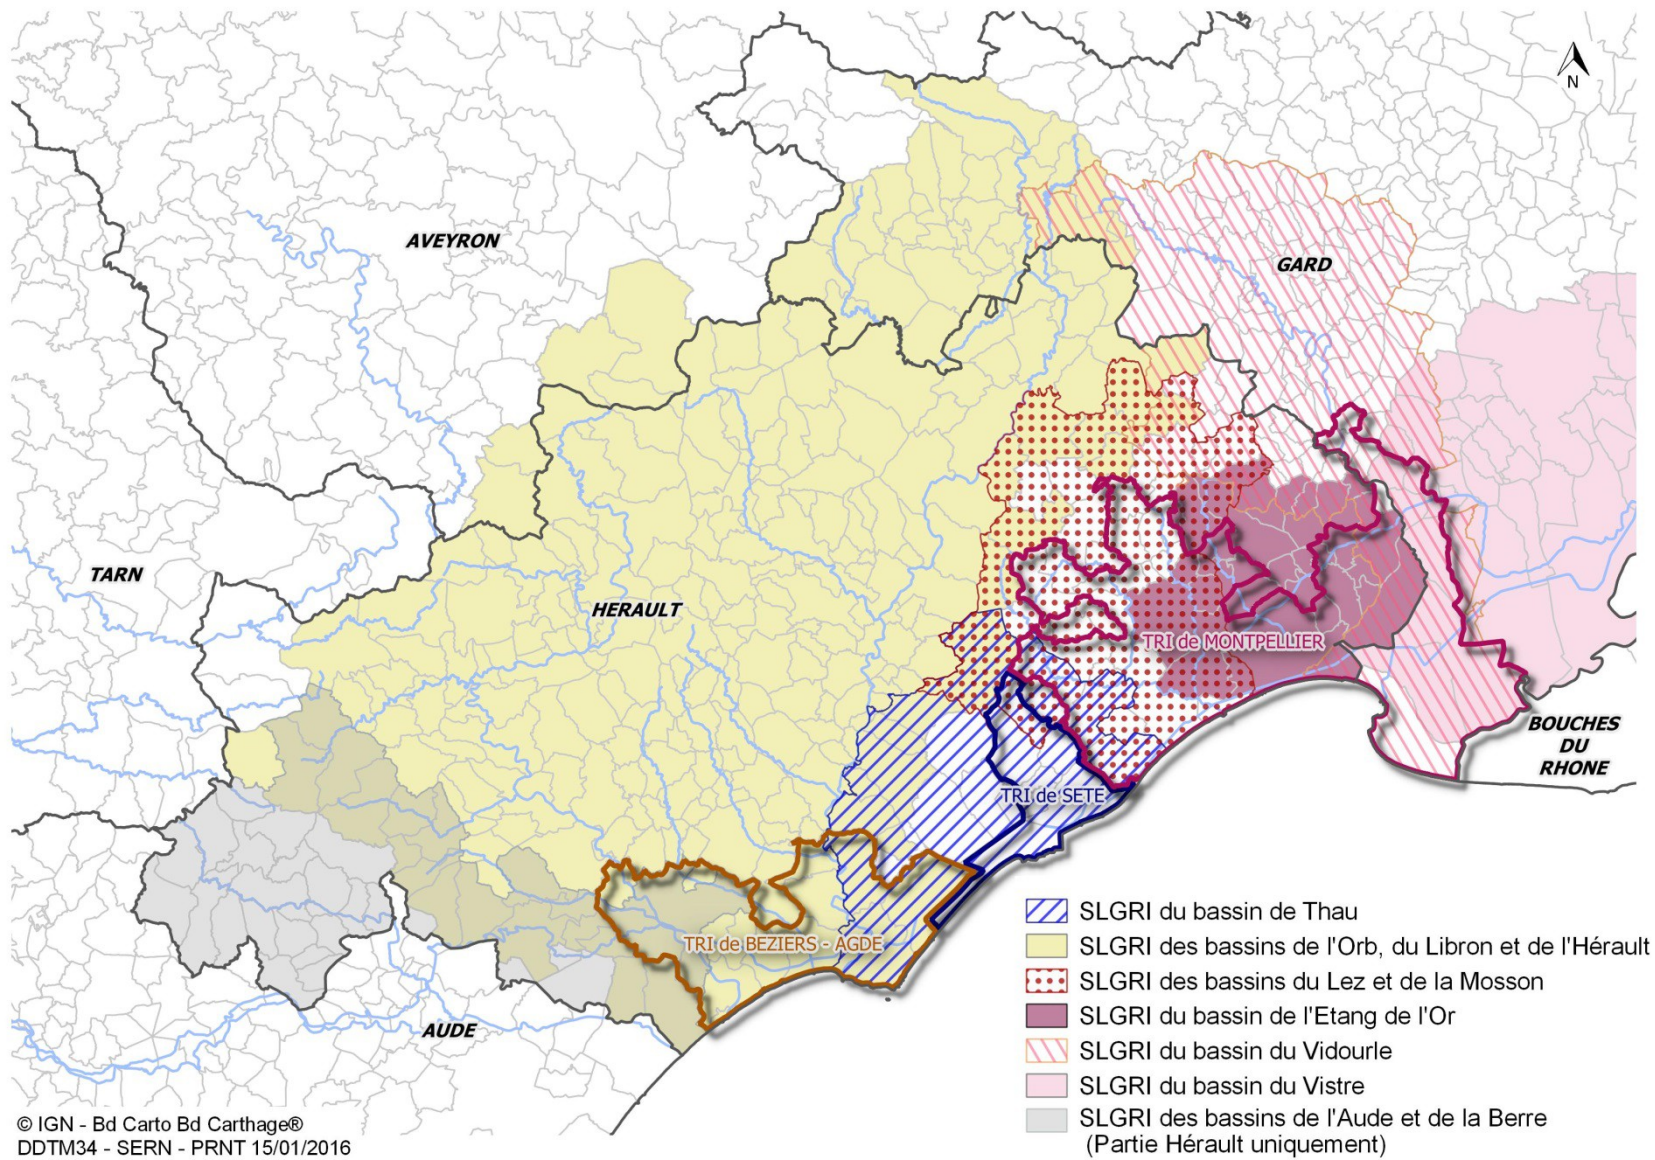 N
AVEYRON
GARD
TARN
HERAULT
TRI de MONTPELLIER
BOUCHES
DU
RHONE
TRI de SETE
TRI de BEZIERS - AGDE
AUDE
SLGRI du bassin de Thau
SLGRI des bassins de l'Orb, du Libron et de l'Hérault
SLGRI des bassins du Lez et de la Mosson
SLGRI du bassin de l'Etang de l'Or
SLGRI du bassin du Vidourle
SLGRI du bassin du Vistre
SLGRI des bassins de l'Aude et de la Berre
(Partie Hérault uniquement)
© IGN - Bd Carto Bd Carthage®
DDTM34 - SERN - PRNT 15/01/2016